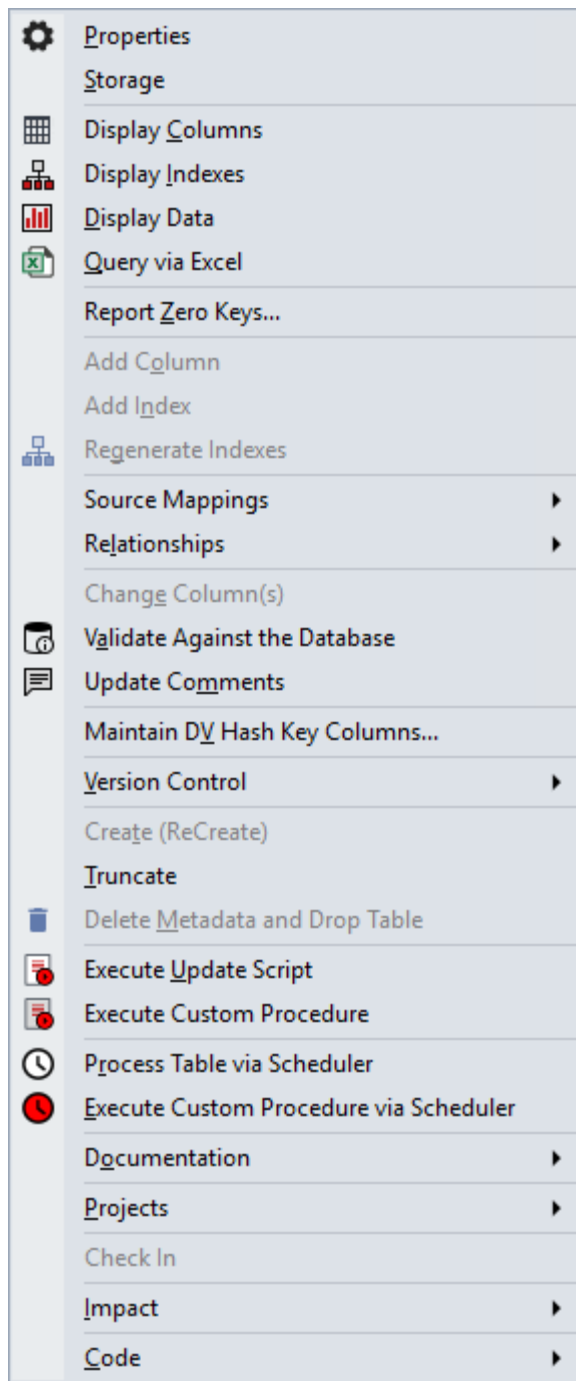 Properties
Storage
Display Columns
Display Indexes
Display Data
Query via Excel
Report Zero Keys...
Add Column
Add Index
Regenerate Indexes
Source Mappings
Relationships
Change Column(s)
Validate Against the Database
Update Comments
Maintain DV Hash Key Columns...
Version Control
Create (ReCreate)
Truncate
Delete Metadata and Drop Table
Execute Update Script
Execute Custom Procedure
Process Table via Scheduler
Execute Custom Procedure via Scheduler
Documentation
Projects
Check In
Impact
Code